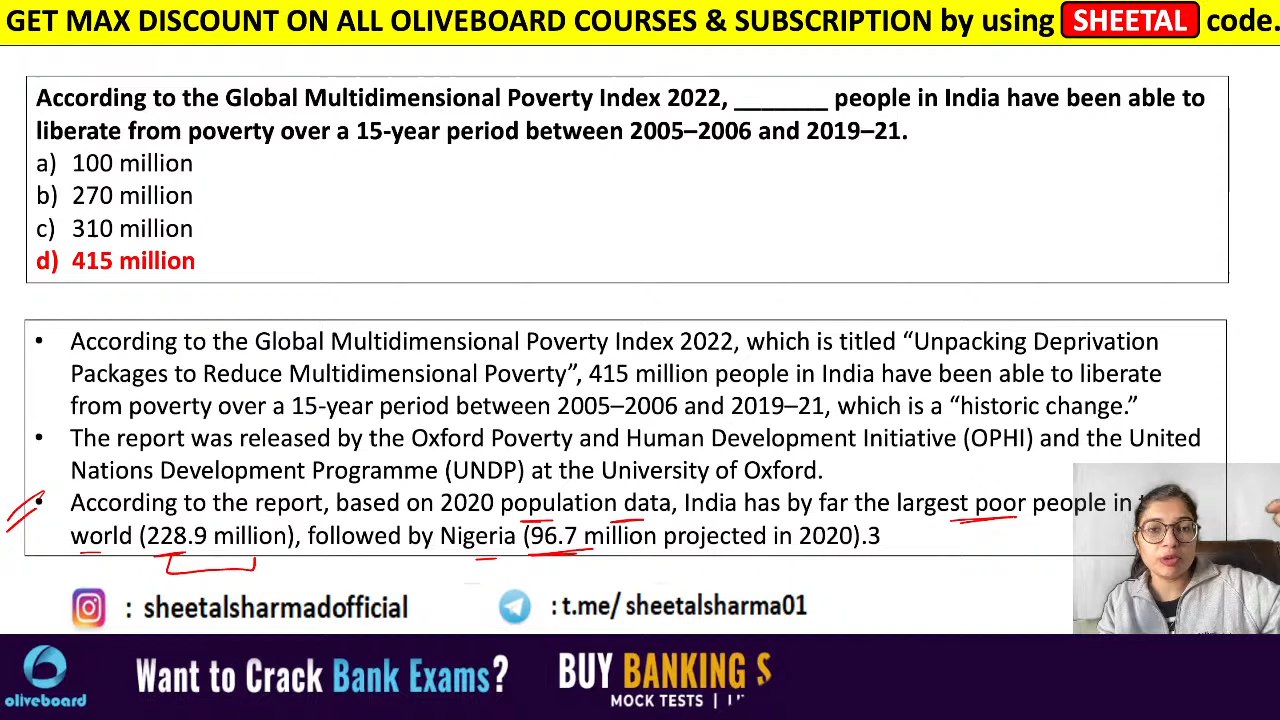 GET MAX DISCOUNT ON ALL OLIVEBOARD COURSES & SUBSCRIPTION by using SHEETAL code.
According to the Global Multidimensional Poverty Index 2022, _______ people in India have been able to
liberate from poverty over a 15-year period between 2005–2006 and 2019–21.
a) 100 million
b) 270 million
c) 310 million
d) 415 million
• According to the Global Multidimensional Poverty Index 2022, which is titled “Unpacking Deprivation
Packages to Reduce Multidimensional Poverty”, 415 million people in India have been able to liberate
from poverty over a 15-year period between 2005–2006 and 2019–21, which is a “historic change.”
• The report was released by the Oxford Poverty and Human Development Initiative (OPHI) and the United
Nations Development Programme (UNDP) at the University of Oxford.
• According to the report, based on 2020 population data, India has by far the largest poor people in
world (228.9 million), followed by Nigeria (96.7 million projected in 2020).3
: sheetalsharmadofficial
: t.me/ sheetalsharma01
oliveboard
Want to Crack Bank Exams?
BUY BANKING S
MOCK TESTS |